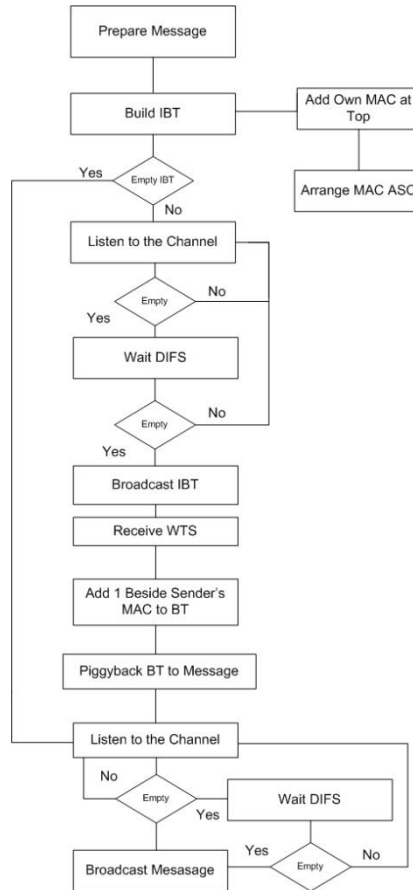 Prepare Message
Build IBT
Add Own MAC at
Top
Yes
Empty IBT
Arrange MAC ASC
No
Listen to the Channel
Empty
No
Yes
Wait DIFS
Empty
No
Yes
Broadcast IBT
Receive WTS
Add 1 Beside Sender's
MAC to BT
Piggyback BT to Message
Listen to the Channel
No
Empty
Wait DIFS
Yes
Yes
No
Broadcast Mesasage
Empty